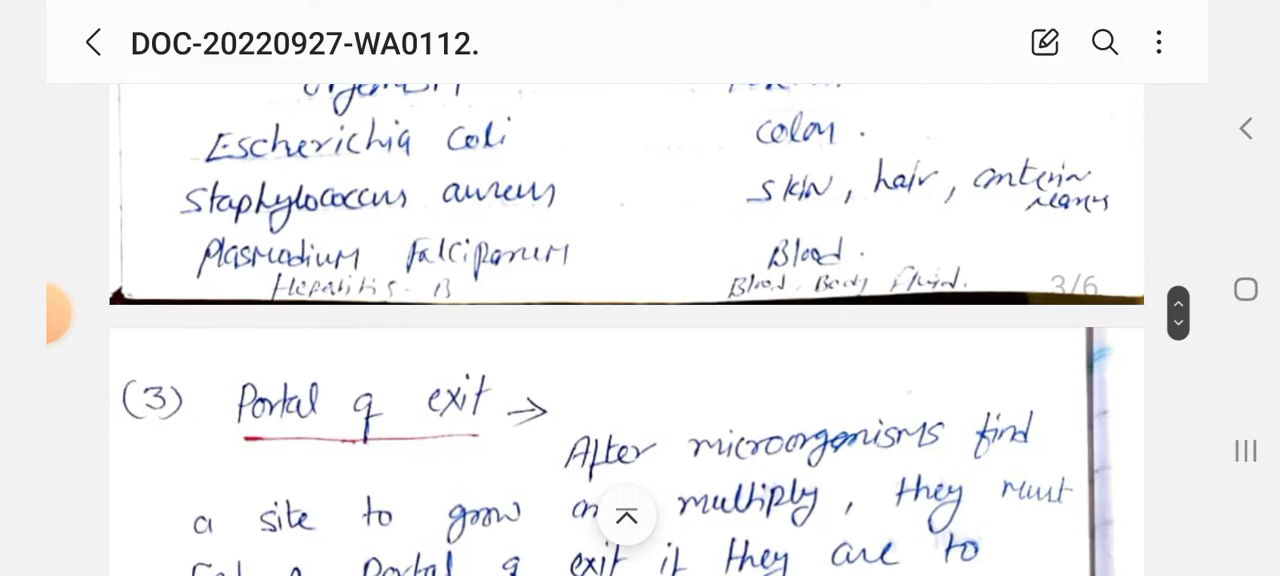 DOC-20220927-WA0112.
Escherichia Coli Colon.
Staphylococcus aureus Skin, hair, anterior nares
Plasmodium Falciparum Blood.
Hepatitis-B Blood, Body Fluid.
3/6
(3) Portal of exit →
After microorganisms find
a site to grow multiply, they must
a Portal of exit if they are to